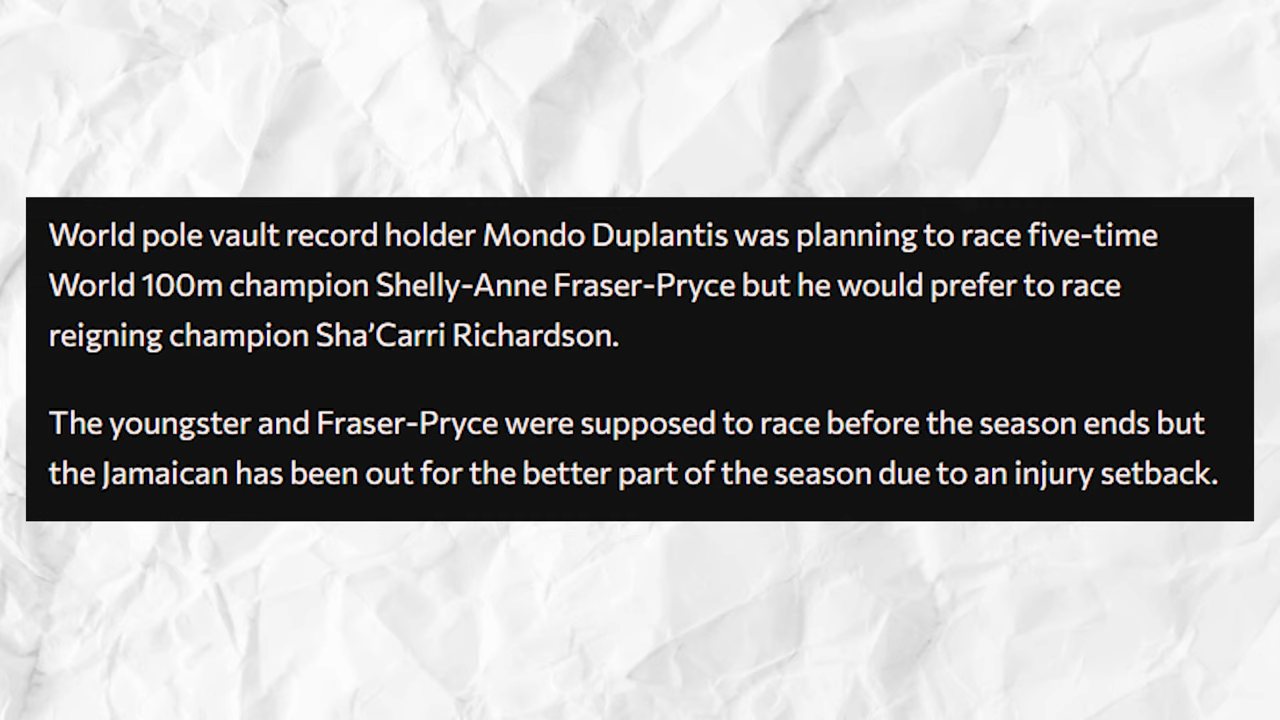 World pole vault record holder Mondo Duplantis was planning to race five-time
World 100m champion Shelly-Anne Fraser-Pryce but he would prefer to race
reigning champion Sha’Carri Richardson.
The youngster and Fraser-Pryce were supposed to race before the season ends but
the Jamaican has been out for the better part of the season due to an injury setback.